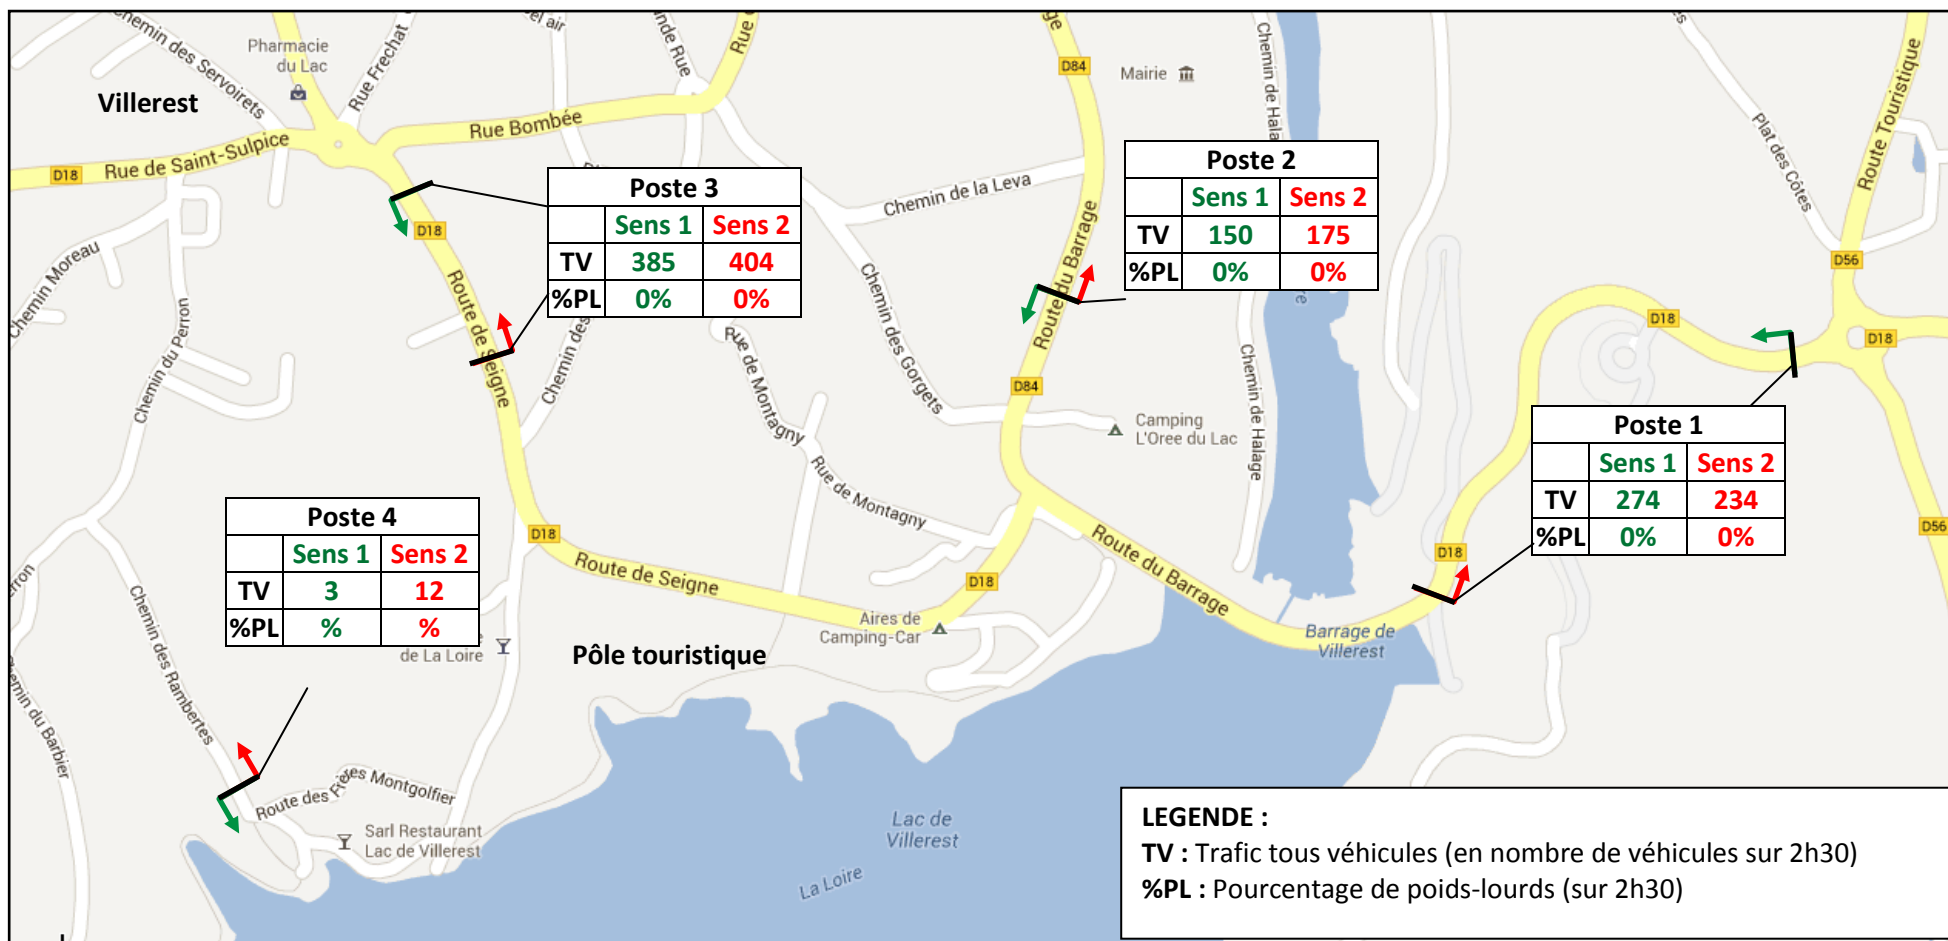 Chemin des Servoirets
Pharmacie
du Lac
Rue Frechat
Villerest
D18
Rue de Saint-Sulpice
Rue Bombée
D84
Mairie
Chemin de Halage
Plat des Côtes
Route Touristique
D56
D18
Chemin Moreau
Chemin du Perron
D18
Route de Seigne
Chemin de la Leva
Chemin des Gorgets
Route du Barrage
D84
Poste 3
Sens 1 Sens 2
TV 385 404
%PL 0% 0%
Poste 2
Sens 1 Sens 2
TV 150 175
%PL 0% 0%
D18
Rue de Montagny
Rue de Montagny
Camping
L'Oree du Lac
Chemin de Halage
Poste 1
Sens 1 Sens 2
TV 274 234
%PL 0% 0%
D56
D18
Poste 4
Sens 1 Sens 2
TV 3 12
%PL % %
de La Loire
D18
Route de Seigne
D18
Route du Barrage
Aires de
Camping-Car
Pôle touristique
Barrage de
Villerest
Chemin des Rambertes
Chemin du Barbier
Route des Frères Montgolfier
Sarl Restaurant
Lac de Villerest
Lac de
Villerest
La Loire
LEGENDE :
TV : Trafic tous véhicules (en nombre de véhicules sur 2h30)
%PL : Pourcentage de poids-lourds (sur 2h30)